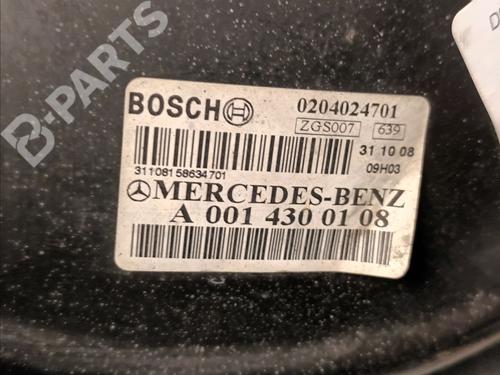 B-PARTS
BOSCH 0204024701
ZGS007 639
31 10 08
31108158634701 09H03
MERCEDES-BENZ
A 001 430 01 08